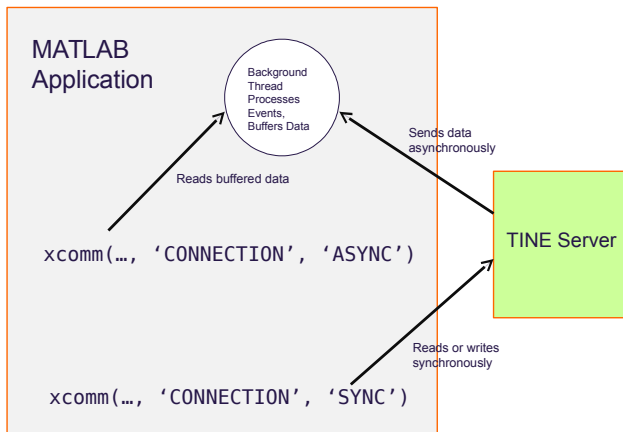 MATLAB
Application
Background
Thread
Processes
Events,
Buffers Data
Sends data
asynchronously
Reads buffered data
TINE Server
xcomm(…, ‘CONNECTION’, ‘ASYNC’)
Reads or writes
synchronously
xcomm(…, ‘CONNECTION’, ‘SYNC’)